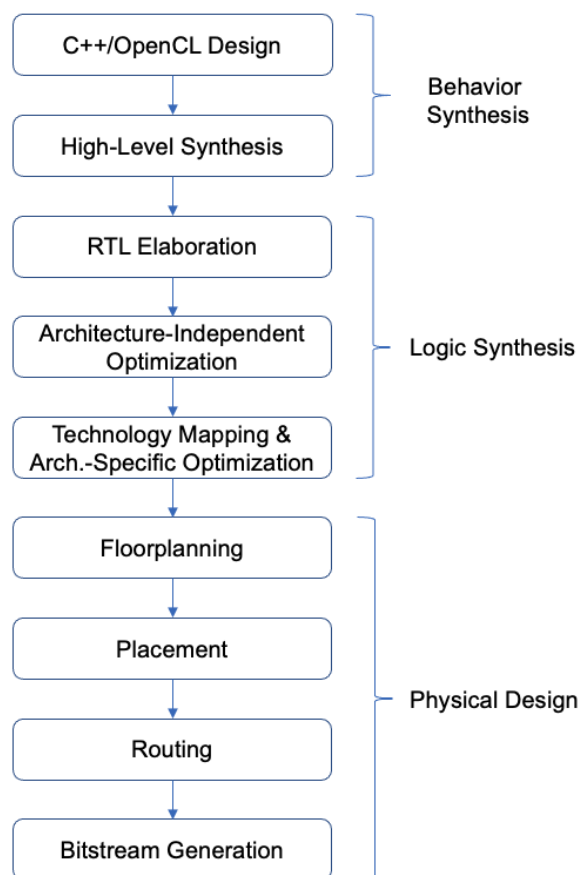 C++/OpenCL Design
Behavior
Synthesis
High-Level Synthesis
RTL Elaboration
Architecture-Independent
Optimization
Logic Synthesis
Technology Mapping &
Arch.-Specific Optimization
Floorplanning
Placement
Physical Design
Routing
Bitstream Generation